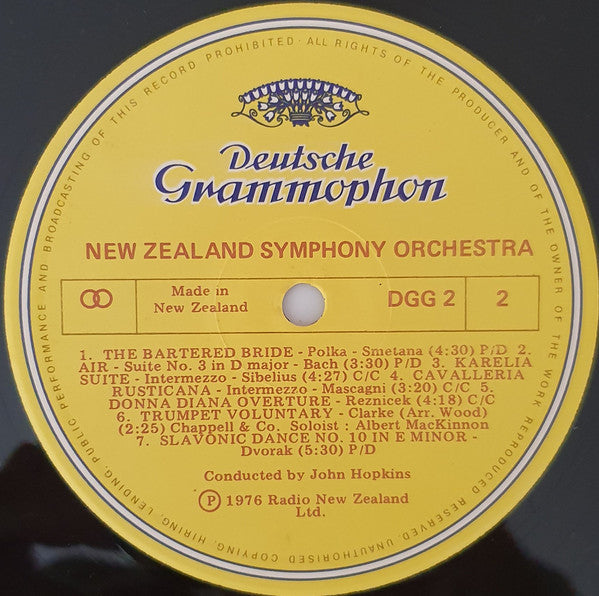 PUBLIC PERFORMANCE AND BROADCASTING OF THIS RECORD PROHIBITED · ALL RIGHTS OF THE PRODUCER AND OF THE OWNER OF THE WORK REPRODUCED RESERVED. UNAUTHORISED COPYING, HIRING, LENDING,
Deutsche
Grammophon
NEW ZEALAND SYMPHONY ORCHESTRA
Made in
New Zealand
DGG 2
2
1. THE BARTERED BRIDE - Polka - Smetana (4:30) P/D 2.
AIR - Suite No. 3 in D major - Bach (3:30) P/D 3. KARELIA
SUITE - Intermezzo - Sibelius (4:27) C/C 4. CAVALLERIA
RUSTICANA - Intermezzo - Mascagni (3:20) C/C 5.
DONNA DIANA OVERTURE - Reznicek (4:18) C/C
6. TRUMPET VOLUNTARY - Clarke (Arr. Wood)
(2:25) Chappell & Co. Soloist : Albert MacKinnon
7. SLAVONIC DANCE NO. 10 IN E MINOR -
Dvorak (5:30) P/D
Conducted by John Hopkins
Ⓟ 1976 Radio New Zealand
Ltd.